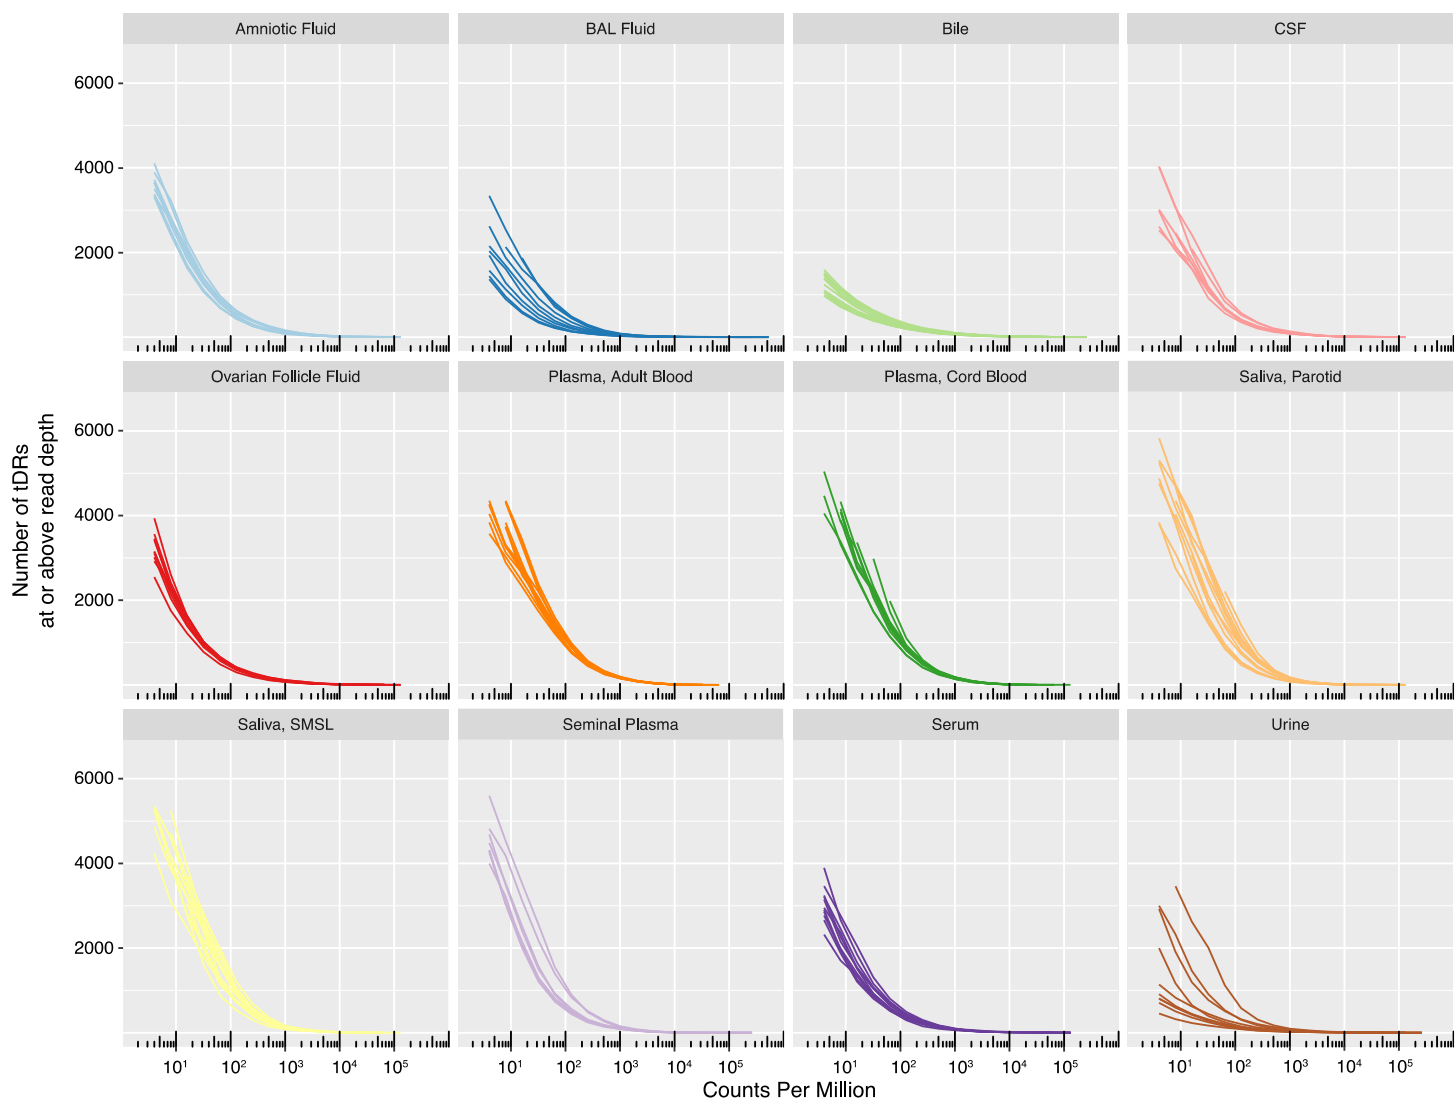 Amniotic Fluid
BAL Fluid
Bile
CSF
6000
4000
2000
Ovarian Follicle Fluid
Plasma, Adult Blood
Plasma, Cord Blood
Saliva, Parotid
6000
4000
2000
Number of tDRs
at or above read depth
Saliva, SMSL
Seminal Plasma
Serum
Urine
6000
4000
2000
10¹ 10² 10³ 10⁴ 10⁵
10¹ 10² 10³ 10⁴ 10⁵
10¹ 10² 10³ 10⁴ 10⁵
10¹ 10² 10³ 10⁴ 10⁵
Counts Per Million